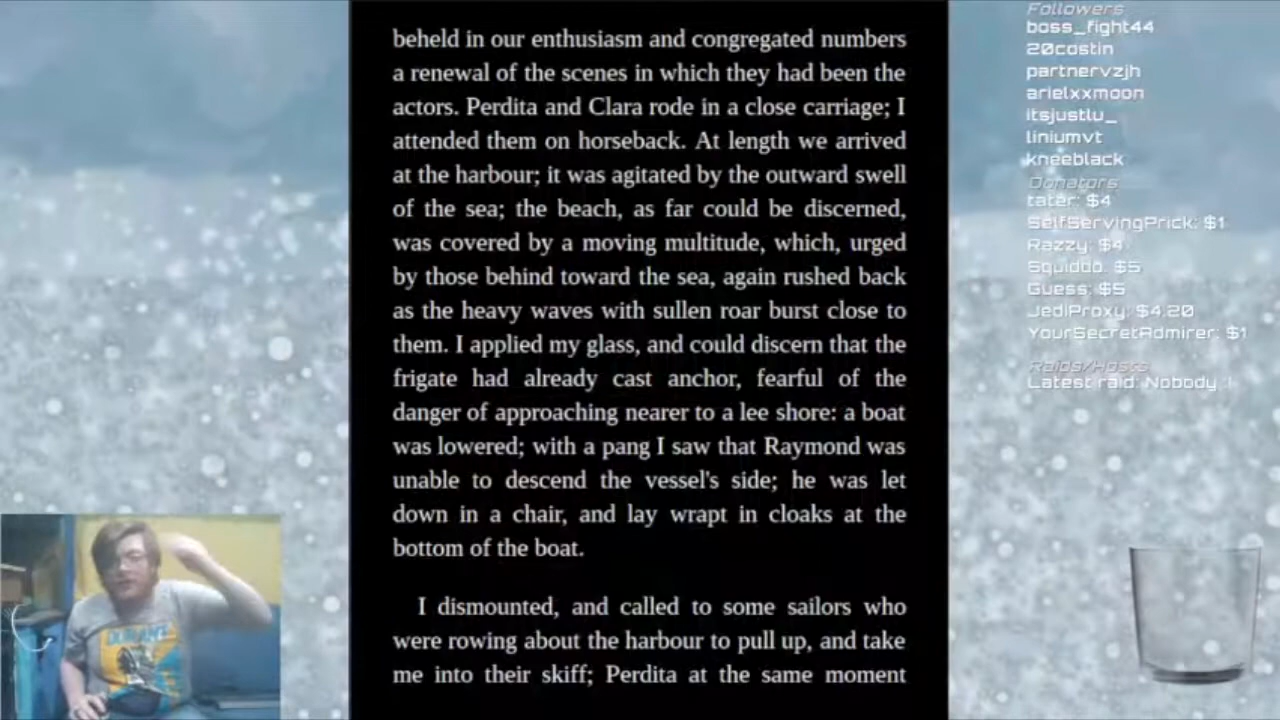 beheld in our enthusiasm and congregated numbers
a renewal of the scenes in which they had been the
actors. Perdita and Clara rode in a close carriage; I
attended them on horseback. At length we arrived
at the harbour; it was agitated by the outward swell
of the sea; the beach, as far could be discerned,
was covered by a moving multitude, which, urged
by those behind toward the sea, again rushed back
as the heavy waves with sullen roar burst close to
them. I applied my glass, and could discern that the
frigate had already cast anchor, fearful of the
danger of approaching nearer to a lee shore: a boat
was lowered; with a pang I saw that Raymond was
unable to descend the vessel's side; he was let
down in a chair, and lay wrapt in cloaks at the
bottom of the boat.
I dismounted, and called to some sailors who
were rowing about the harbour to pull up, and take
me into their skiff; Perdita at the same moment
Followers
boss_fight44
20costin
partnervzjh
arielxxmoon
itsjustlu_
liniumvt
kneeblack
Donators
tater: $4
SelfServingPrick: $1
Razzy: $4
Squiddo: $5
Guess: $5
JediProxy: $4.20
YourSecretAdmirer: $1
Raids/Hosts
Latest raid: Nobody :(